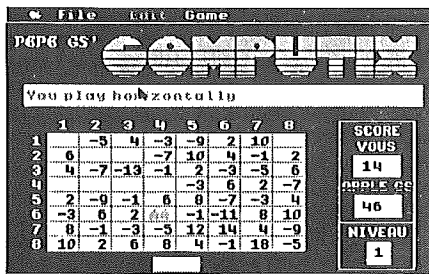 File Edit Game
PBPB GS' COMPUTIX
You play horizontally
1 2 3 4 5 6 7 8
1 -5 4 -3 -9 2 10
2 6 -7 10 4 -1 2
3 4 -7 -13 -1 2 -3 -5 6
4 -3 6 2 -7
5 2 -9 -1 6 8 -7 -3 4
6 -3 6 2 -1 -11 8 10
7 8 -1 -3 -5 12 14 4 -9
8 10 2 6 8 4 -1 18 -5
SCORE
VOUS
14
APPLE GS
46
NIVEAU
1